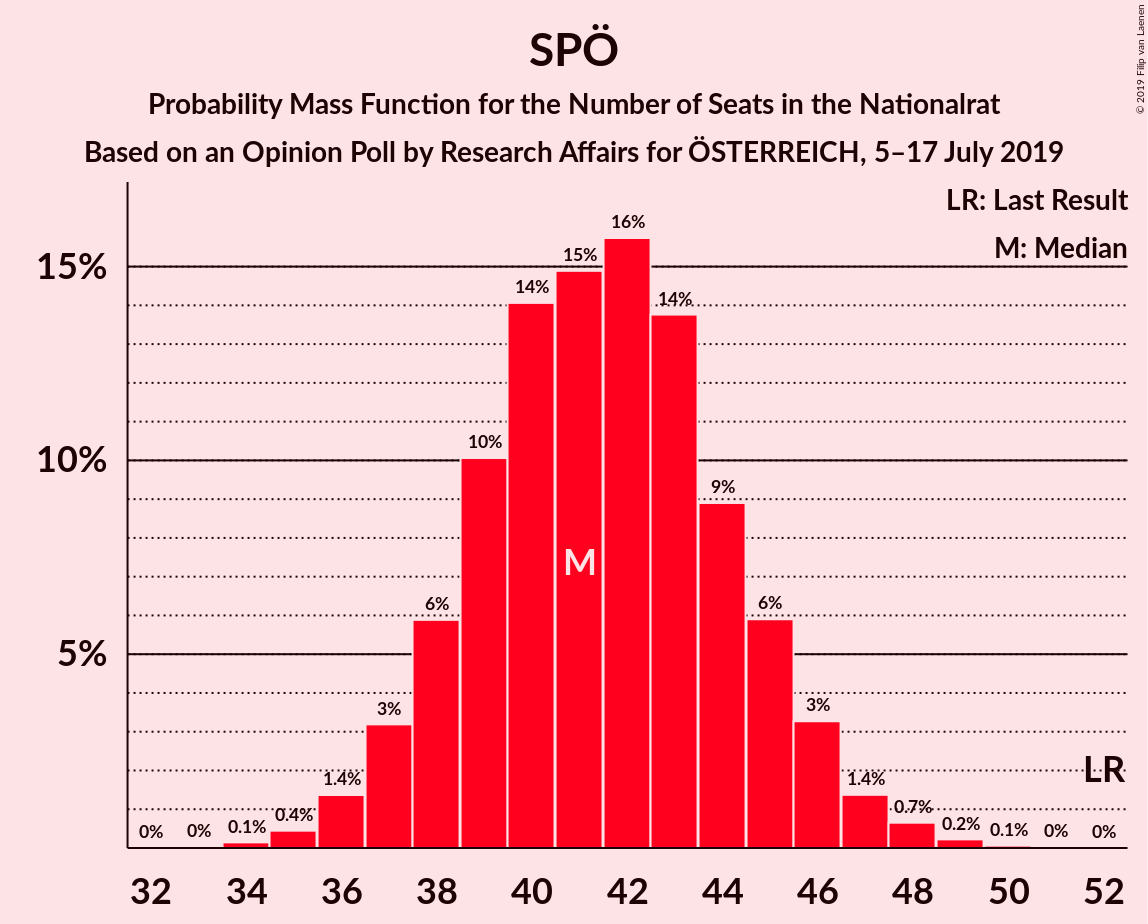 SPÖ
Probability Mass Function for the Number of Seats in the Nationalrat
Based on an Opinion Poll by Research Affairs for ÖSTERREICH, 5–17 July 2019
© 2019 Filip van Laenen
LR: Last Result
M: Median
15%
10%
5%
0%
0%
0.1%
0.4%
1.4%
3%
6%
10%
14%
15%
16%
14%
9%
6%
3%
1.4%
0.7%
0.2%
0.1%
0%
0%
M
LR
32 34 36 38 40 42 44 46 48 50 52